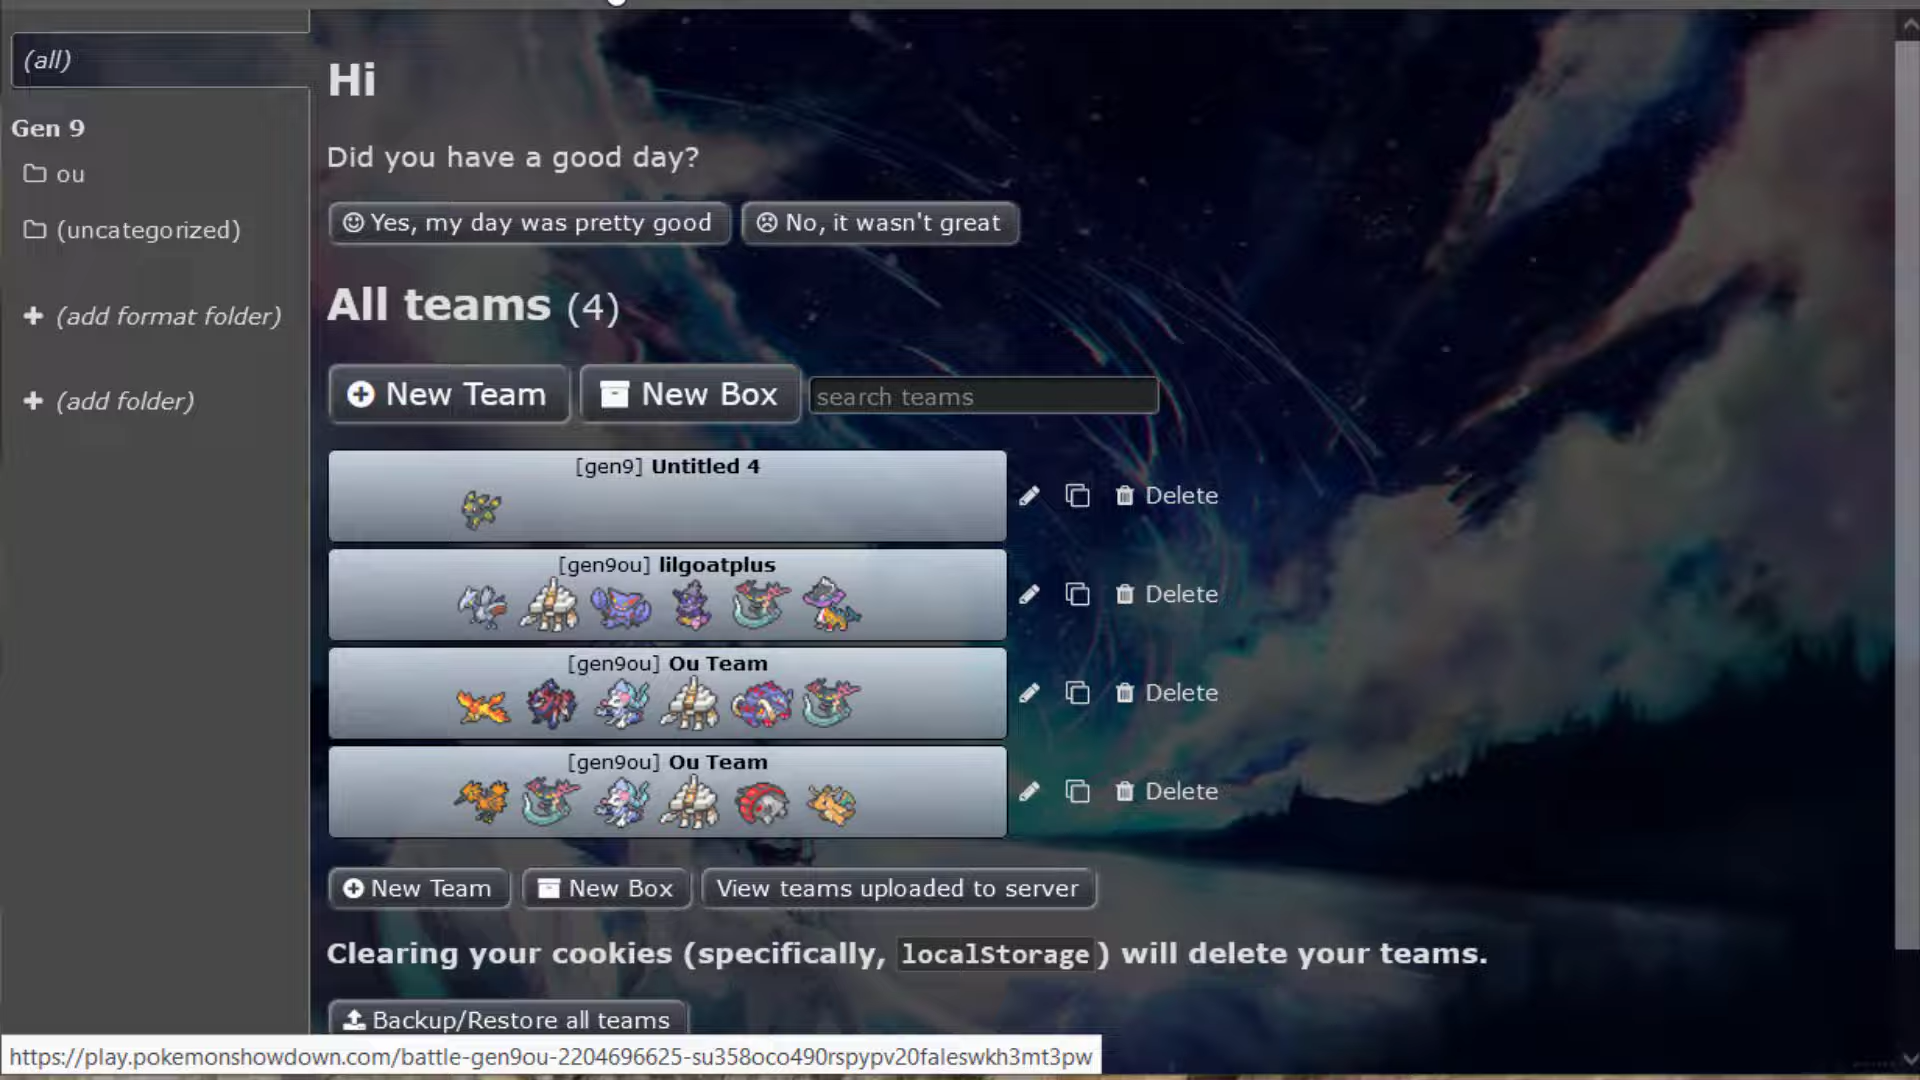 (all)
Gen 9
ou
(uncategorized)
(add format folder)
(add folder)
Hi
Did you have a good day?
Yes, my day was pretty good
No, it wasn't great
All teams (4)
New Team
New Box
search teams
[gen9] Untitled 4
Delete
[gen9ou] lilgoatplus
Delete
[gen9ou] Ou Team
Delete
[gen9ou] Ou Team
Delete
New Team
New Box
View teams uploaded to server
Clearing your cookies (specifically, localStorage) will delete your teams.
Backup/Restore all teams
https://play.pokemonshowdown.com/battle-gen9ou-2204696625-su358oco490rspypv20faleswkh3mt3pw